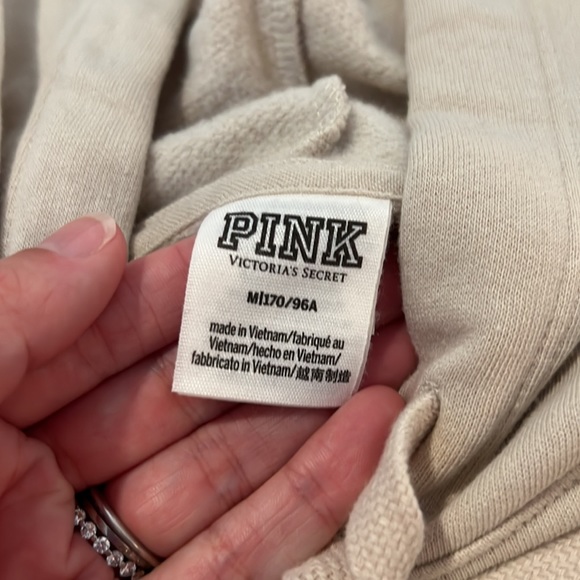 PINK
VICTORIA'S SECRET
M|170/96A
made in Vietnam/fabriqué au
Vietnam/hecho en Vietnam/
fabbricato in Vietnam/越南制造